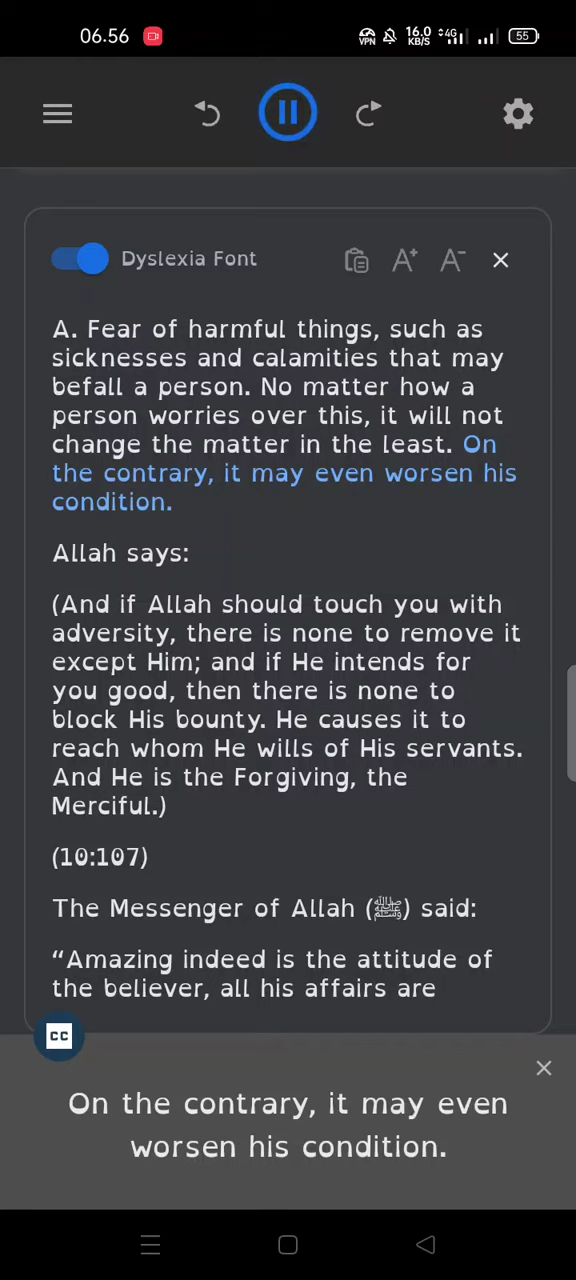 06.56
VPN
16.0
KB/S
4G
55
Dyslexia Font
A+ A-
A. Fear of harmful things, such as
sicknesses and calamities that may
befall a person. No matter how a
person worries over this, it will not
change the matter in the least. On
the contrary, it may even worsen his
condition.
Allah says:
(And if Allah should touch you with
adversity, there is none to remove it
except Him; and if He intends for
you good, then there is none to
block His bounty. He causes it to
reach whom He wills of His servants.
And He is the Forgiving, the
Merciful.)
(10:107)
The Messenger of Allah (ﷺ) said:
“Amazing indeed is the attitude of
the believer, all his affairs are
CC
On the contrary, it may even
worsen his condition.